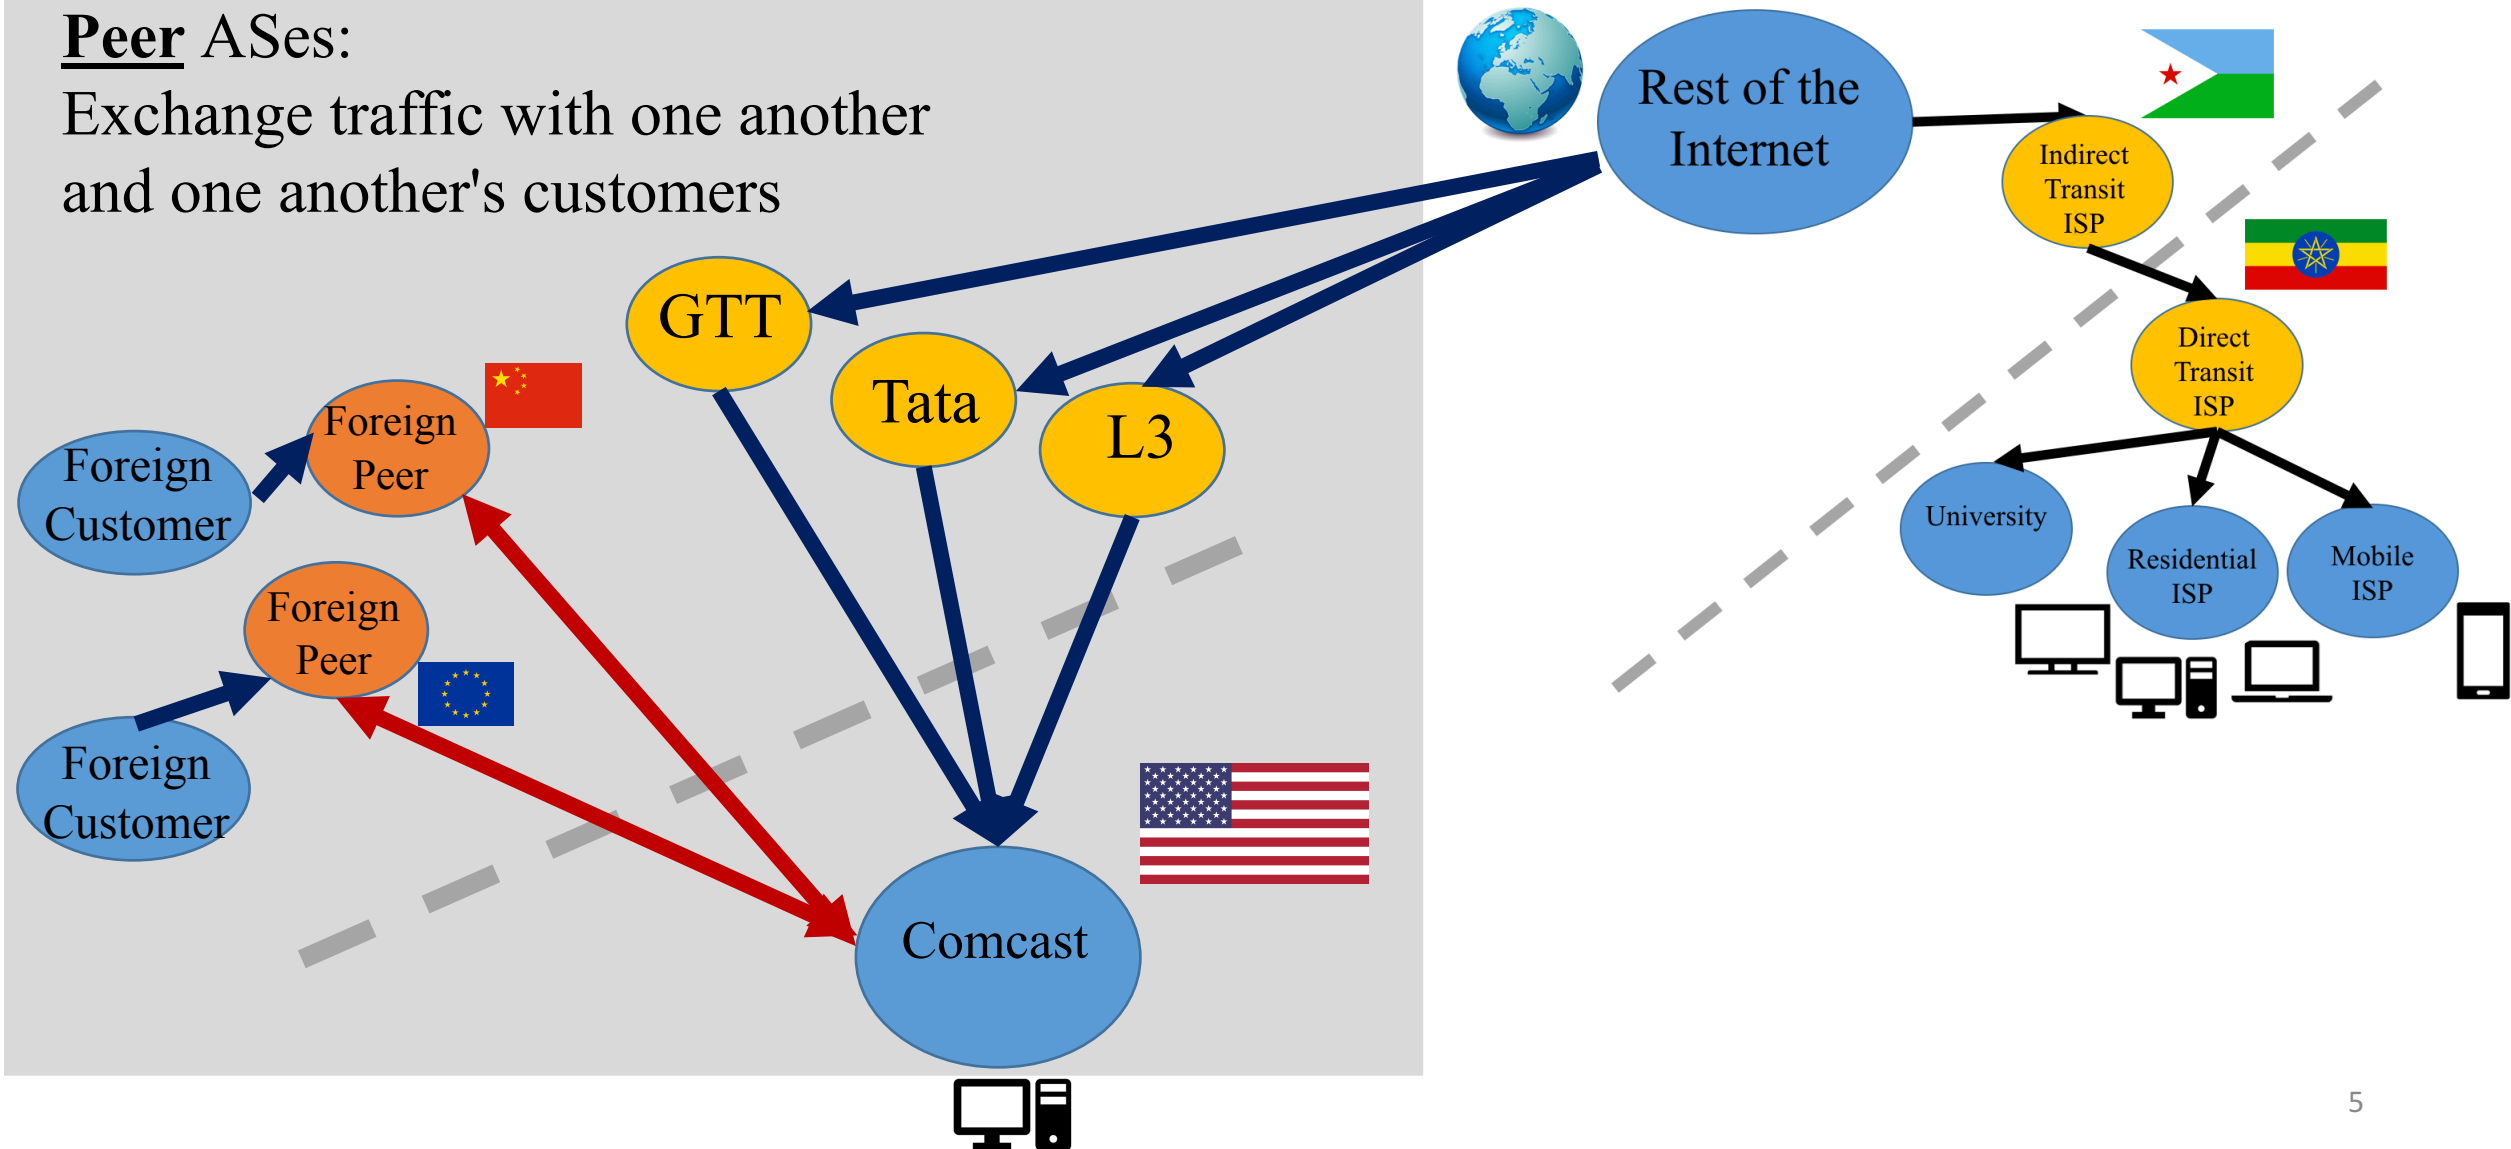 Peer ASes:
Exchange traffic with one another
and one another's customers
GTT
Tata
L3
Foreign
Peer
Foreign
Customer
Foreign
Peer
Foreign
Customer
Comcast
Rest of the
Internet
Indirect
Transit
ISP
Direct
Transit
ISP
University
Residential
ISP
Mobile
ISP
5